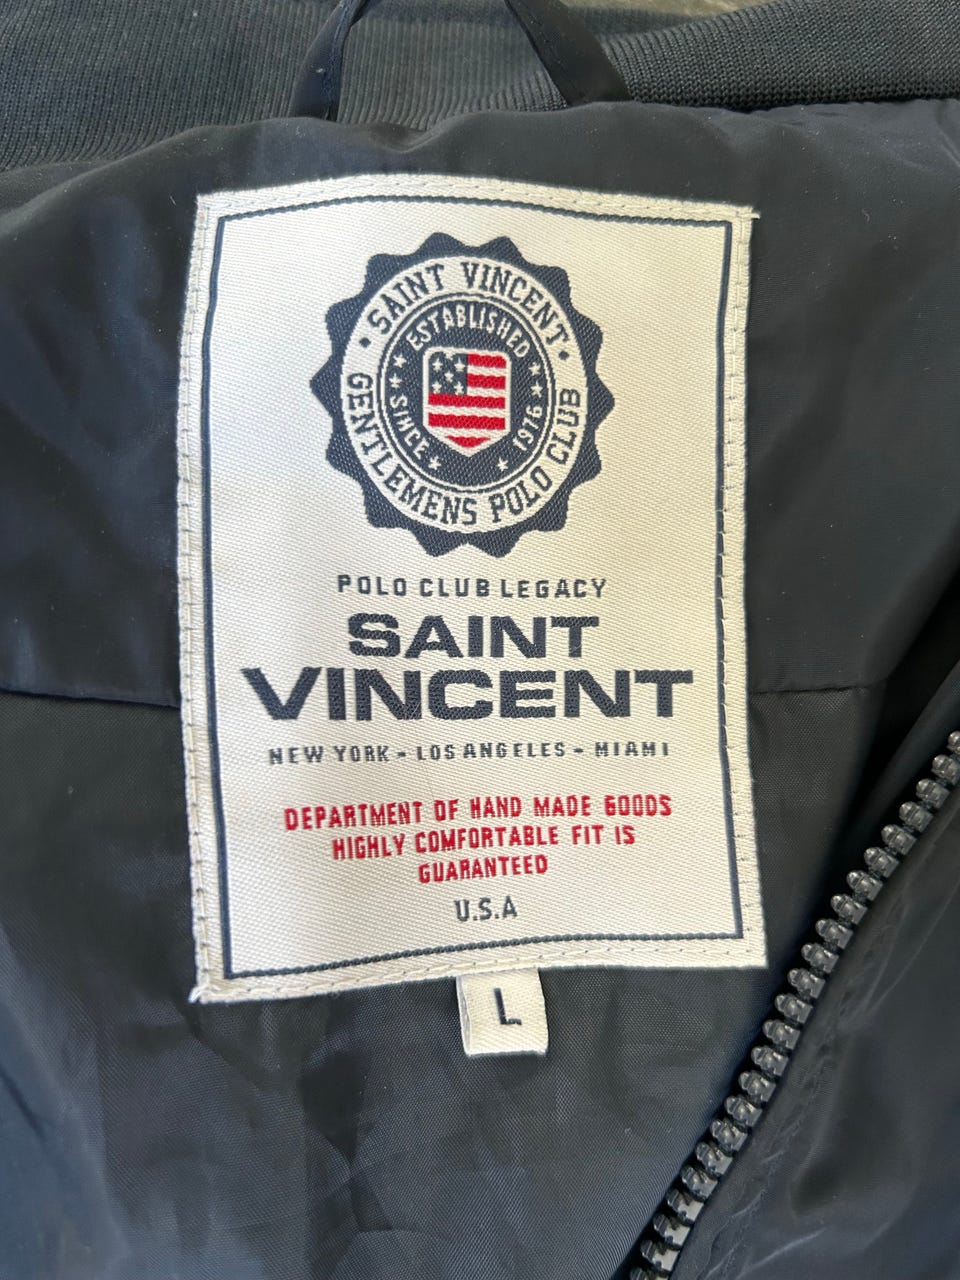 · SAINT VINCENT ·
GENTLEMENS POLO CLUB
ESTABLISHED
SINCE 1976
POLO CLUB LEGACY
SAINT
VINCENT
NEW YORK - LOS ANGELES - MIAMI
DEPARTMENT OF HAND MADE GOODS
HIGHLY COMFORTABLE FIT IS
GUARANTEED
U.S.A
L